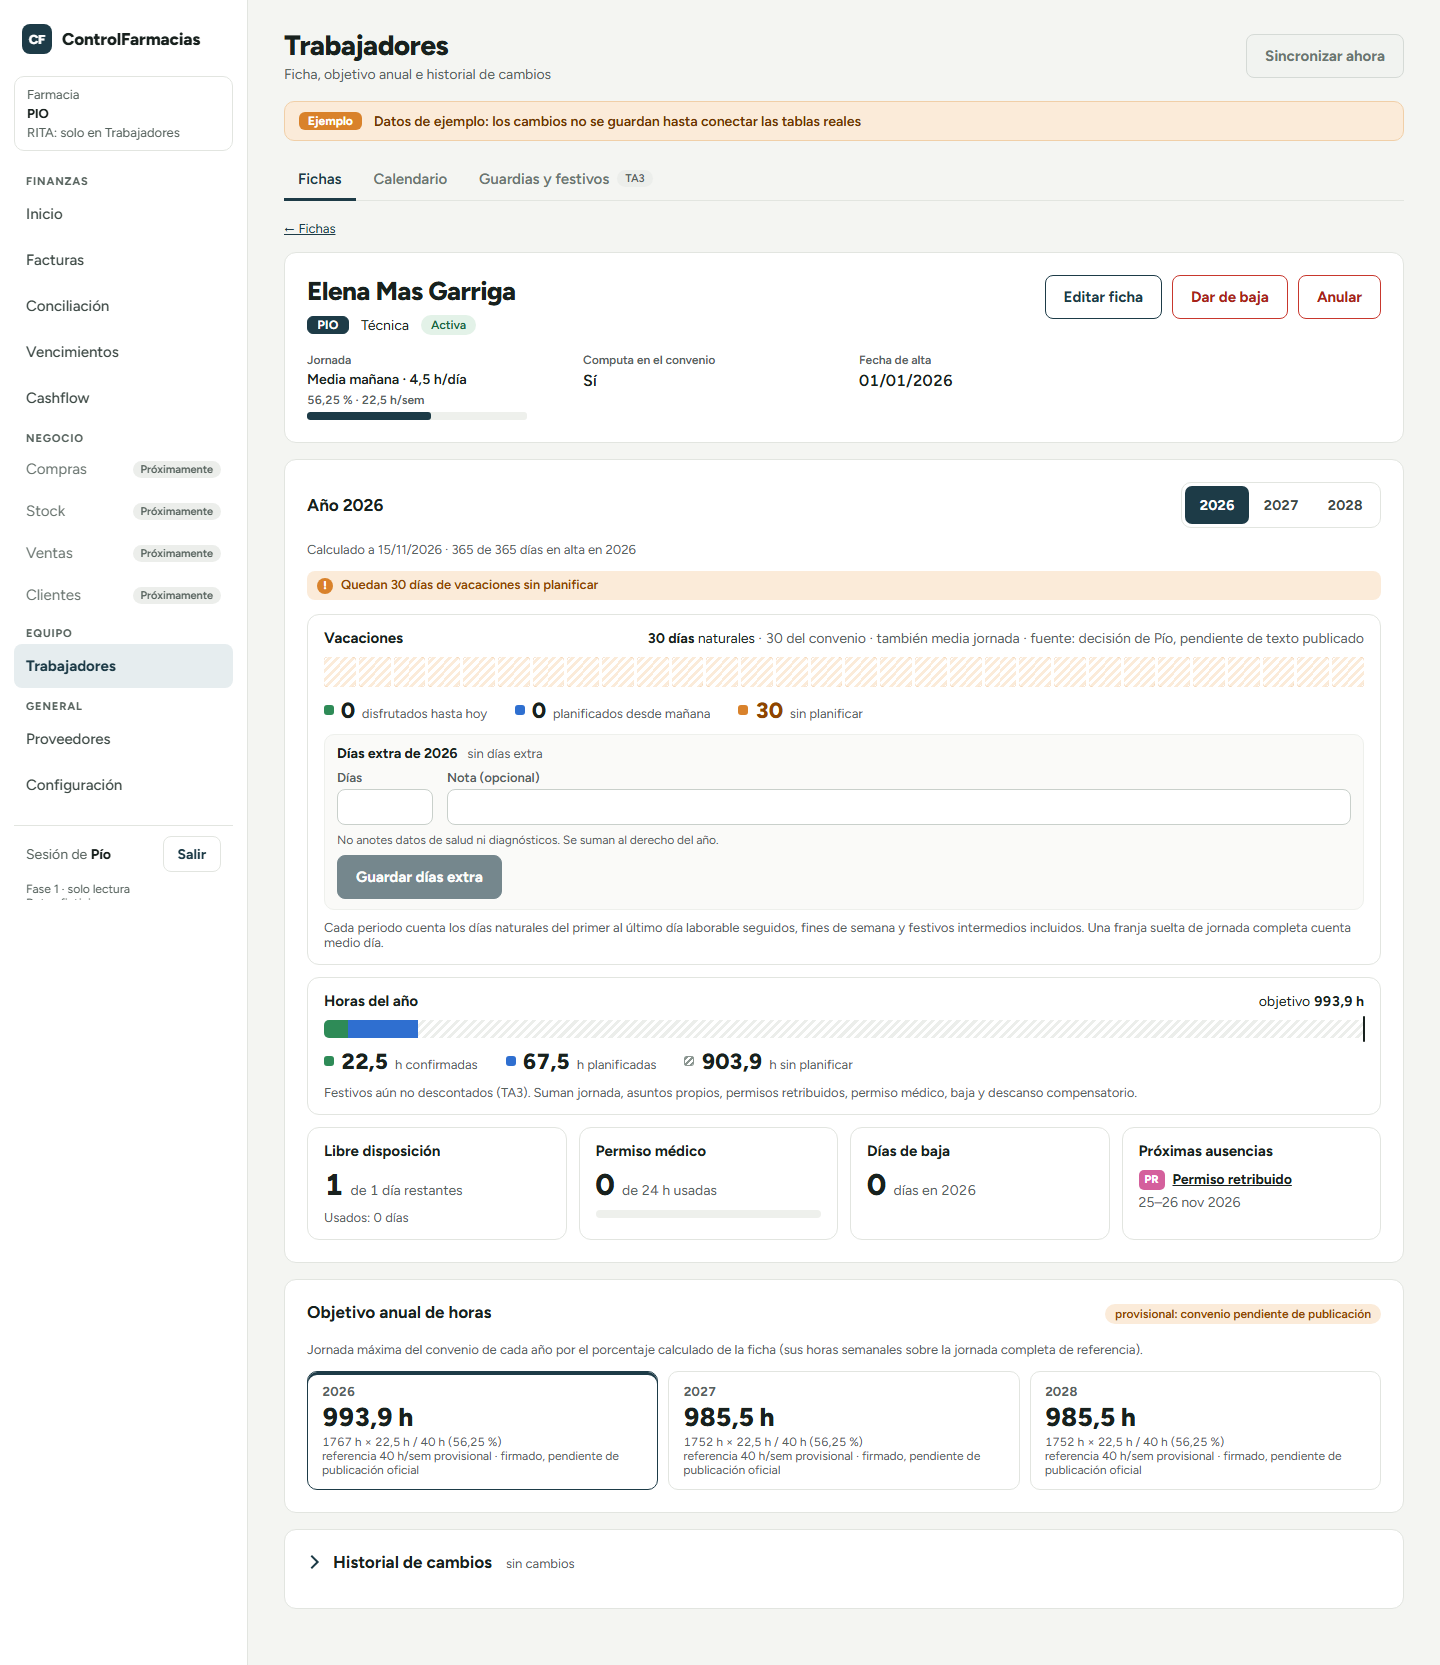 CF ControlFarmacias
Farmacia
PIO
RITA: solo en Trabajadores
FINANZAS
Inicio
Facturas
Conciliación
Vencimientos
Cashflow
NEGOCIO
Compras Próximamente
Stock Próximamente
Ventas Próximamente
Clientes Próximamente
EQUIPO
Trabajadores
GENERAL
Proveedores
Configuración
Sesión de Pío Salir
Fase 1 · solo lectura
Trabajadores
Ficha, objetivo anual e historial de cambios
Sincronizar ahora
Ejemplo Datos de ejemplo: los cambios no se guardan hasta conectar las tablas reales
Fichas Calendario Guardias y festivos TA3
← Fichas
Elena Mas Garriga
Editar ficha Dar de baja Anular
PIO Técnica Activa
Jornada Computa en el convenio Fecha de alta
Media mañana · 4,5 h/día Sí 01/01/2026
56,25 % · 22,5 h/sem
Año 2026
2026 2027 2028
Calculado a 15/11/2026 · 365 de 365 días en alta en 2026
! Quedan 30 días de vacaciones sin planificar
Vacaciones 30 días naturales · 30 del convenio · también media jornada · fuente: decisión de Pío, pendiente de texto publicado
0 disfrutados hasta hoy 0 planificados desde mañana 30 sin planificar
Días extra de 2026 sin días extra
Días Nota (opcional)
No anotes datos de salud ni diagnósticos. Se suman al derecho del año.
Guardar días extra
Cada periodo cuenta los días naturales del primer al último día laborable seguidos, fines de semana y festivos intermedios incluidos. Una franja suelta de jornada completa cuenta
medio día.
Horas del año objetivo 993,9 h
22,5 h confirmadas 67,5 h planificadas 903,9 h sin planificar
Festivos aún no descontados (TA3). Suman jornada, asuntos propios, permisos retribuidos, permiso médico, baja y descanso compensatorio.
Libre disposición
1 de 1 día restantes
Usados: 0 días
Permiso médico
0 de 24 h usadas
Días de baja
0 días en 2026
Próximas ausencias
PR Permiso retribuido
25–26 nov 2026
Objetivo anual de horas provisional: convenio pendiente de publicación
Jornada máxima del convenio de cada año por el porcentaje calculado de la ficha (sus horas semanales sobre la jornada completa de referencia).
2026
993,9 h
1767 h × 22,5 h / 40 h (56,25 %)
referencia 40 h/sem provisional · firmado, pendiente de
publicación oficial
2027
985,5 h
1752 h × 22,5 h / 40 h (56,25 %)
referencia 40 h/sem provisional · firmado, pendiente de
publicación oficial
2028
985,5 h
1752 h × 22,5 h / 40 h (56,25 %)
referencia 40 h/sem provisional · firmado, pendiente de
publicación oficial
Historial de cambios sin cambios